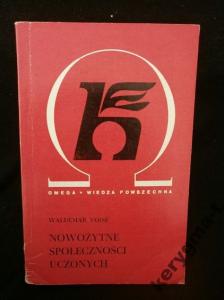 OMEGA • WIEDZA POWSZECHNA
WALDEMAR VOISÉ
NOWOŻYTNE
SPOŁECZNOŚCI
UCZONYCH